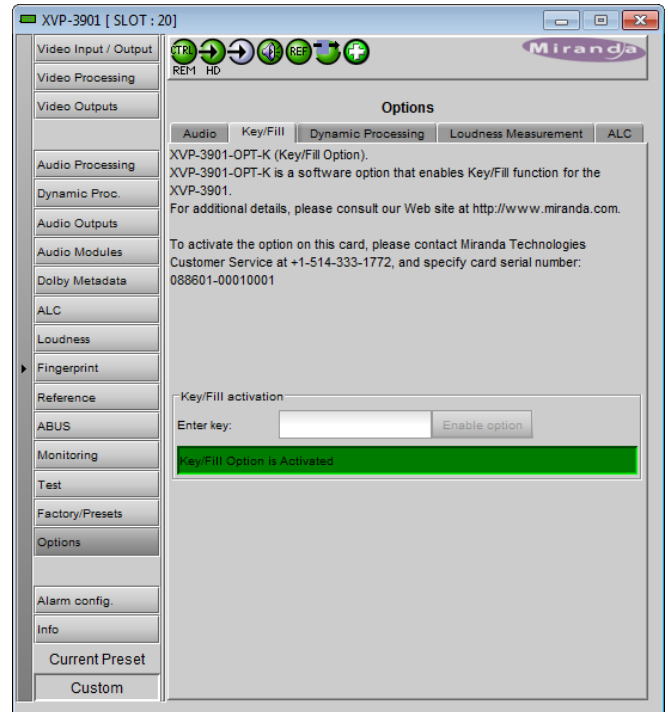 XVP-3901 [ SLOT : 20]
Video Input / Output
Video Processing
Video Outputs
Audio Processing
Dynamic Proc.
Audio Outputs
Audio Modules
Dolby Metadata
ALC
Loudness
Fingerprint
Reference
ABUS
Monitoring
Test
Factory/Presets
Options
Alarm config.
Info
Current Preset
Custom
CTRL
REF
REM HD
Miranda
Options
Audio Key/Fill Dynamic Processing Loudness Measurement ALC
XVP-3901-OPT-K (Key/Fill Option).
XVP-3901-OPT-K is a software option that enables Key/Fill function for the
XVP-3901.
For additional details, please consult our Web site at http://www.miranda.com.
To activate the option on this card, please contact Miranda Technologies
Customer Service at +1-514-333-1772, and specify card serial number:
088601-00010001
Key/Fill activation
Enter key:
Enable option
Key/Fill Option is Activated